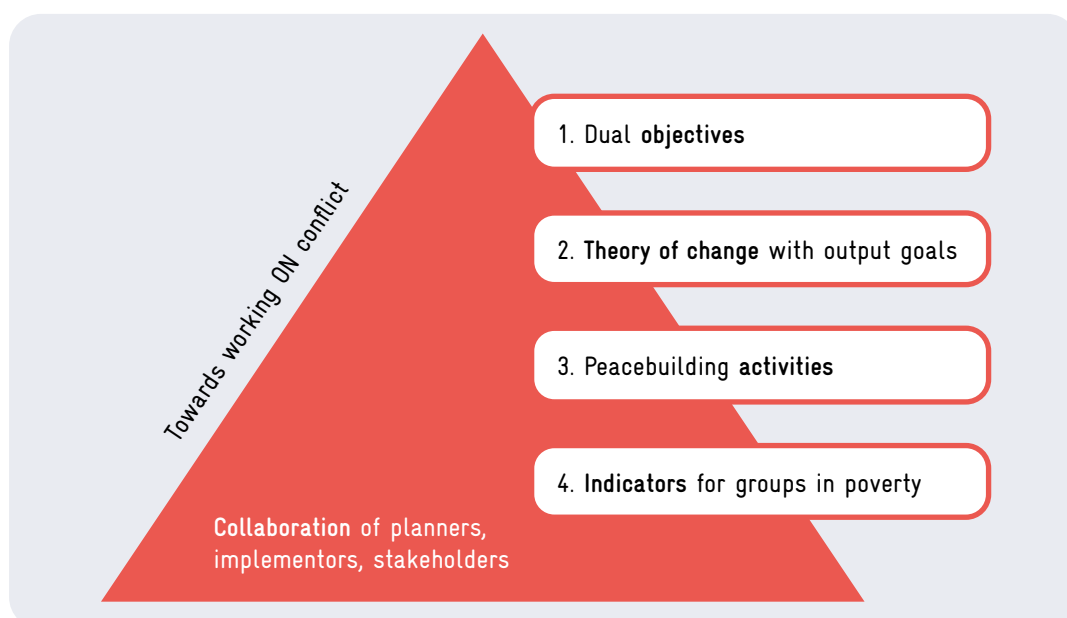 Towards working ON conflict
1. Dual objectives
2. Theory of change with output goals
3. Peacebuilding activities
4. Indicators for groups in poverty
Collaboration of planners,
implementors, stakeholders